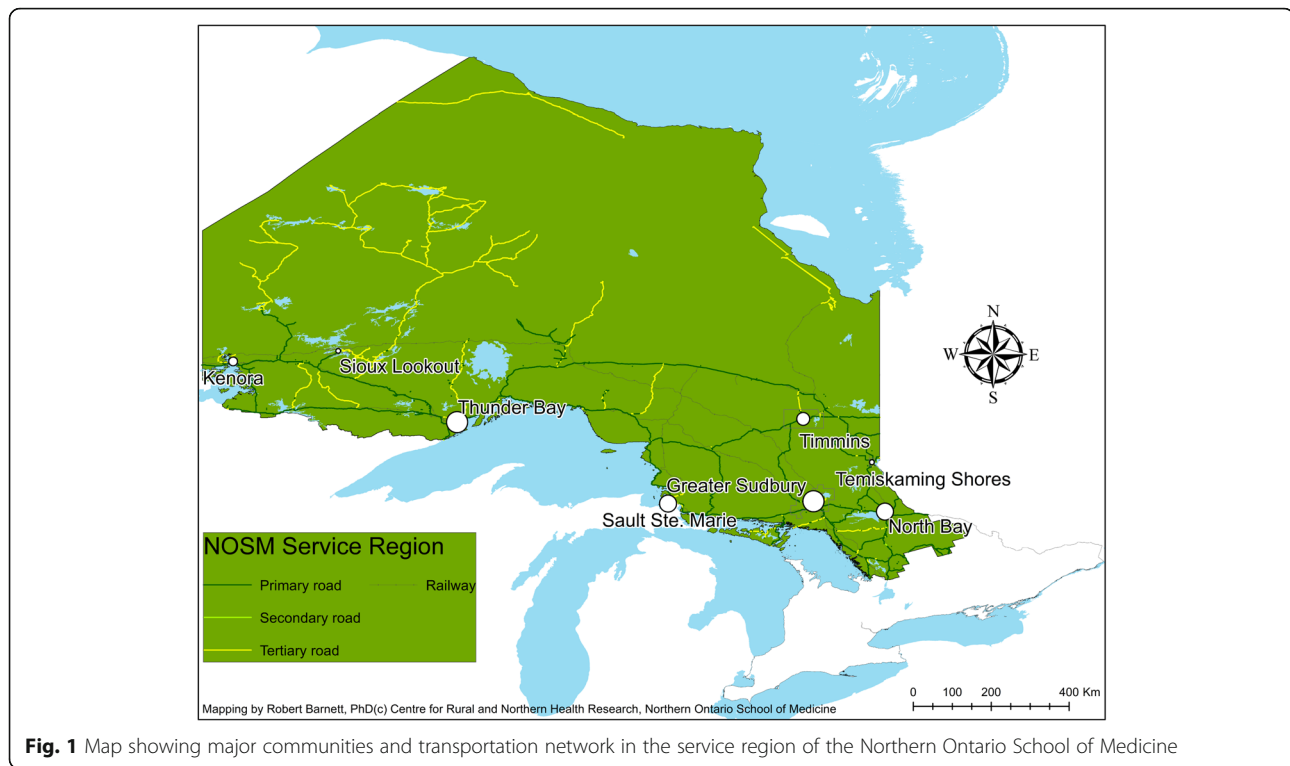 N
W E
S
Kenora
Sioux Lookout
Thunder Bay
Timmins
Temiskaming Shores
Greater Sudbury
Sault Ste. Marie
North Bay
NOSM Service Region
Primary road Railway
Secondary road
Tertiary road
0 100 200 400 Km
Mapping by Robert Barnett, PhD(c) Centre for Rural and Northern Health Research, Northern Ontario School of Medicine
Fig. 1 Map showing major communities and transportation network in the service region of the Northern Ontario School of Medicine